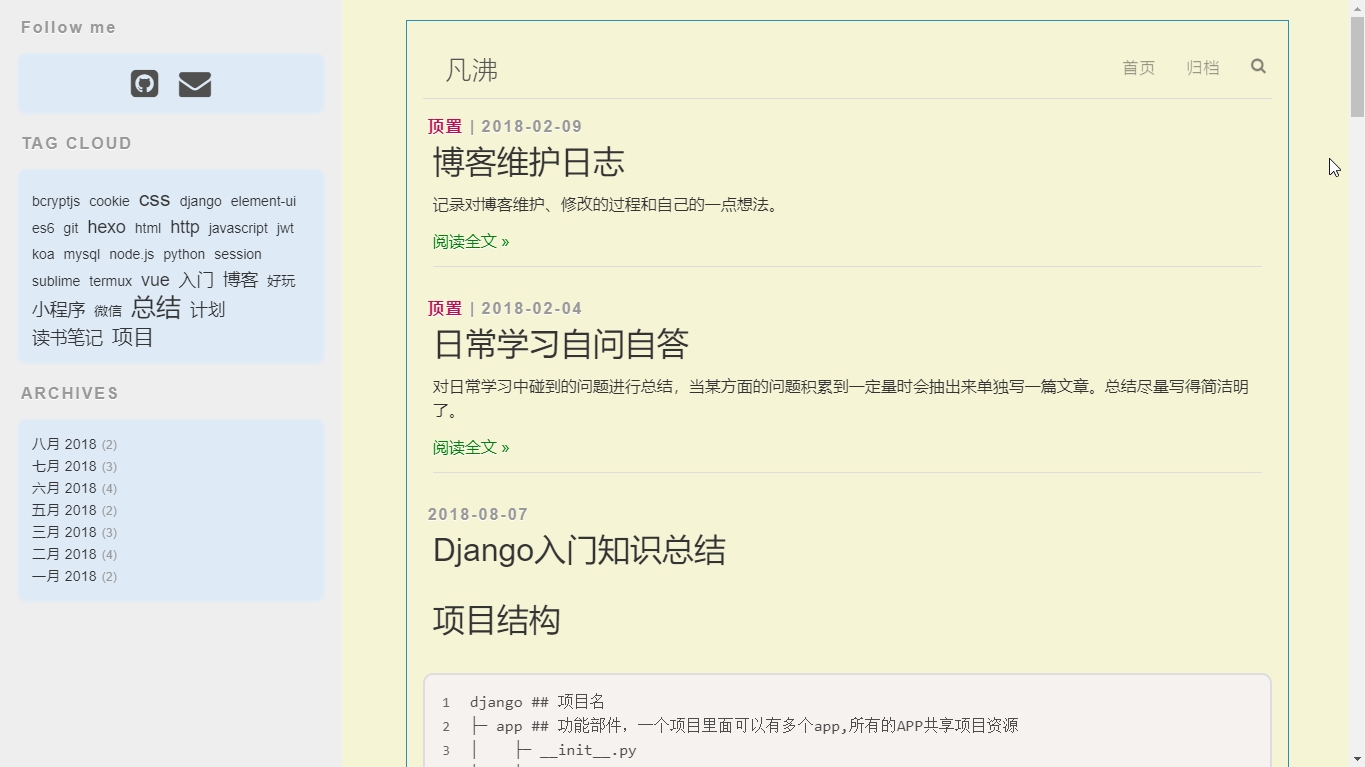 Follow me
TAG CLOUD
bcryptjs cookie css django element-ui
es6 git hexo html http javascript jwt
koa mysql node.js python session
sublime termux vue 入门 博客 好玩
小程序 微信 总结 计划
读书笔记 项目
ARCHIVES
八月 2018 (2)
七月 2018 (3)
六月 2018 (4)
五月 2018 (2)
三月 2018 (3)
二月 2018 (4)
一月 2018 (2)
凡沸
首页 归档
顶置 | 2018-02-09
博客维护日志
记录对博客维护、修改的过程和自己的一点想法。
阅读全文 »
顶置 | 2018-02-04
日常学习自问自答
对日常学习中碰到的问题进行总结，当某方面的问题积累到一定量时会抽出来单独写一篇文章。总结尽量写得简洁明
了。
阅读全文 »
2018-08-07
Django入门知识总结
项目结构
1 django ## 项目名
2 ├─ app ## 功能部件，一个项目里面可以有多个app,所有的APP共享项目资源
3 │    ├─ __init__.py